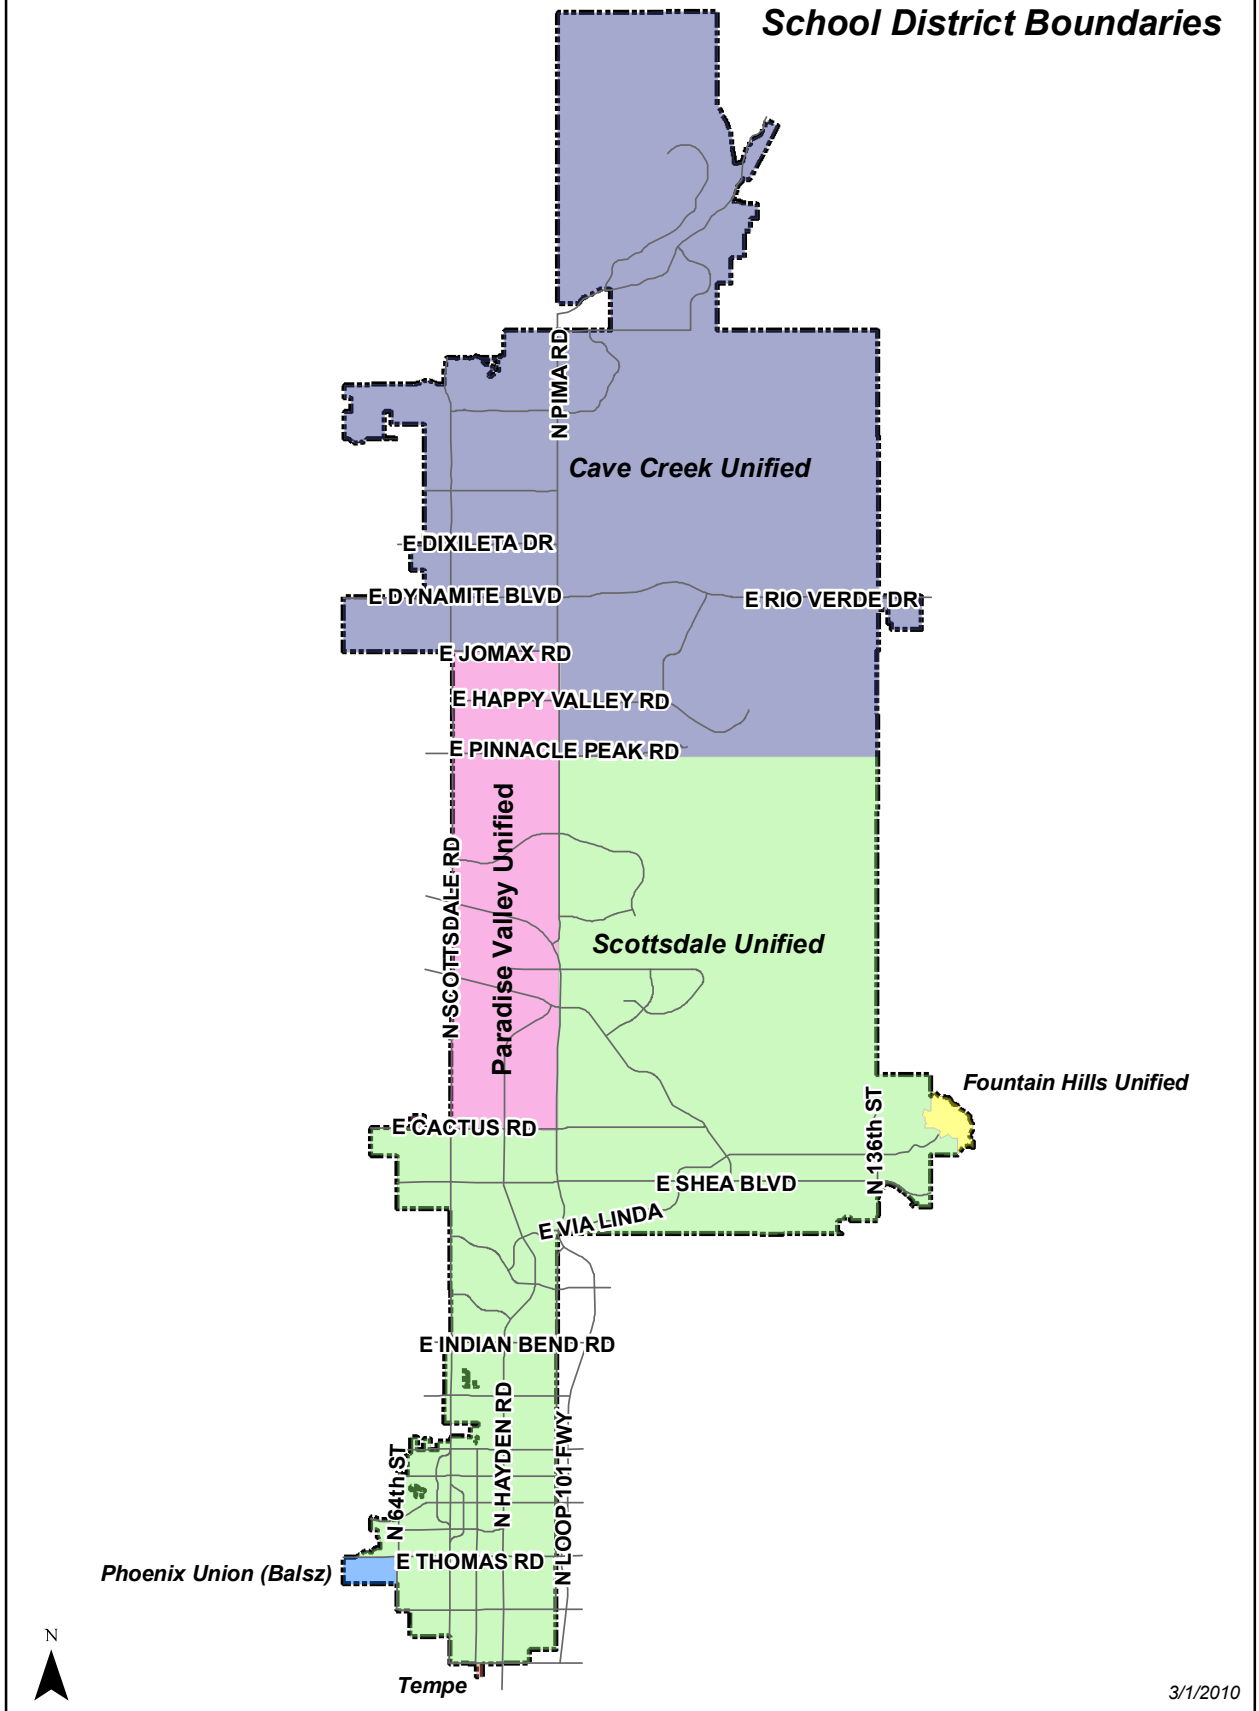 School District Boundaries
N PIMA RD
Cave Creek Unified
E DIXILETA DR
E DYNAMITE BLVD
E RIO VERDE DR
E JOMAX RD
E HAPPY VALLEY RD
E PINNACLE PEAK RD
Paradise Valley Unified
N SCOTTSDALE RD
Scottsdale Unified
Fountain Hills Unified
N 136th ST
E CACTUS RD
E SHEA BLVD
E VIA LINDA
E INDIAN BEND RD
N HAYDEN RD
N LOOP 101 FWY
N 64th ST
E THOMAS RD
Phoenix Union (Balsz)
N
Tempe
3/1/2010